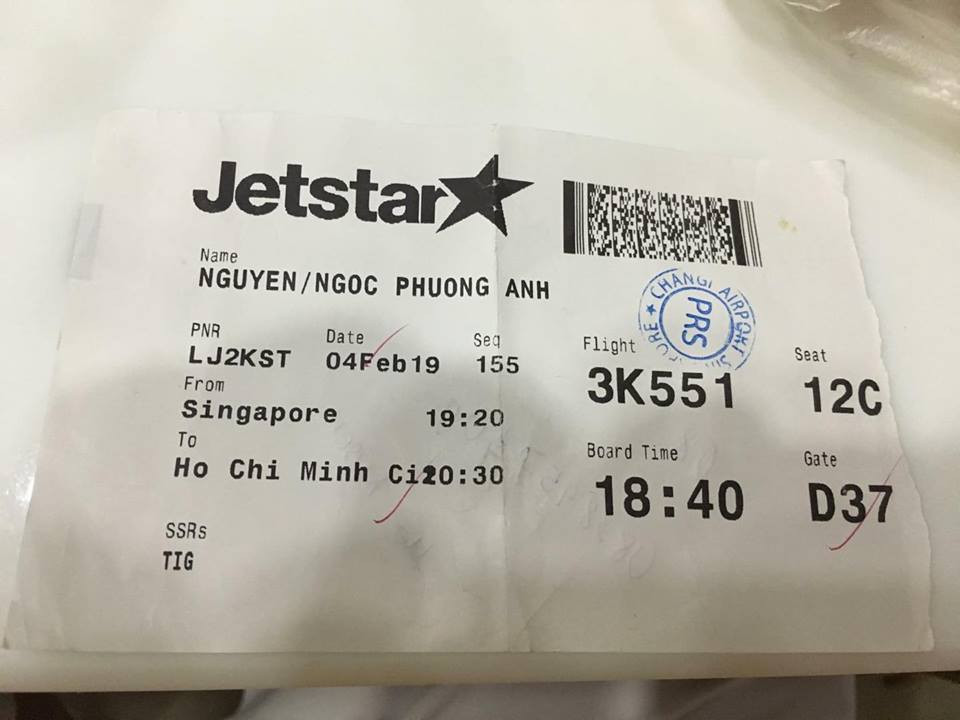 Jetstar
Name
NGUYEN/NGOC PHUONG ANH
PNR Date Seq
LJ2KST 04Feb19 155
From
Singapore 19:20
To
Ho Chi Minh Ci20:30
SSRs
TIG
CHANGI AIRPORT
PRS
Flight Seat
3K551 12C
Board Time Gate
18:40 D37